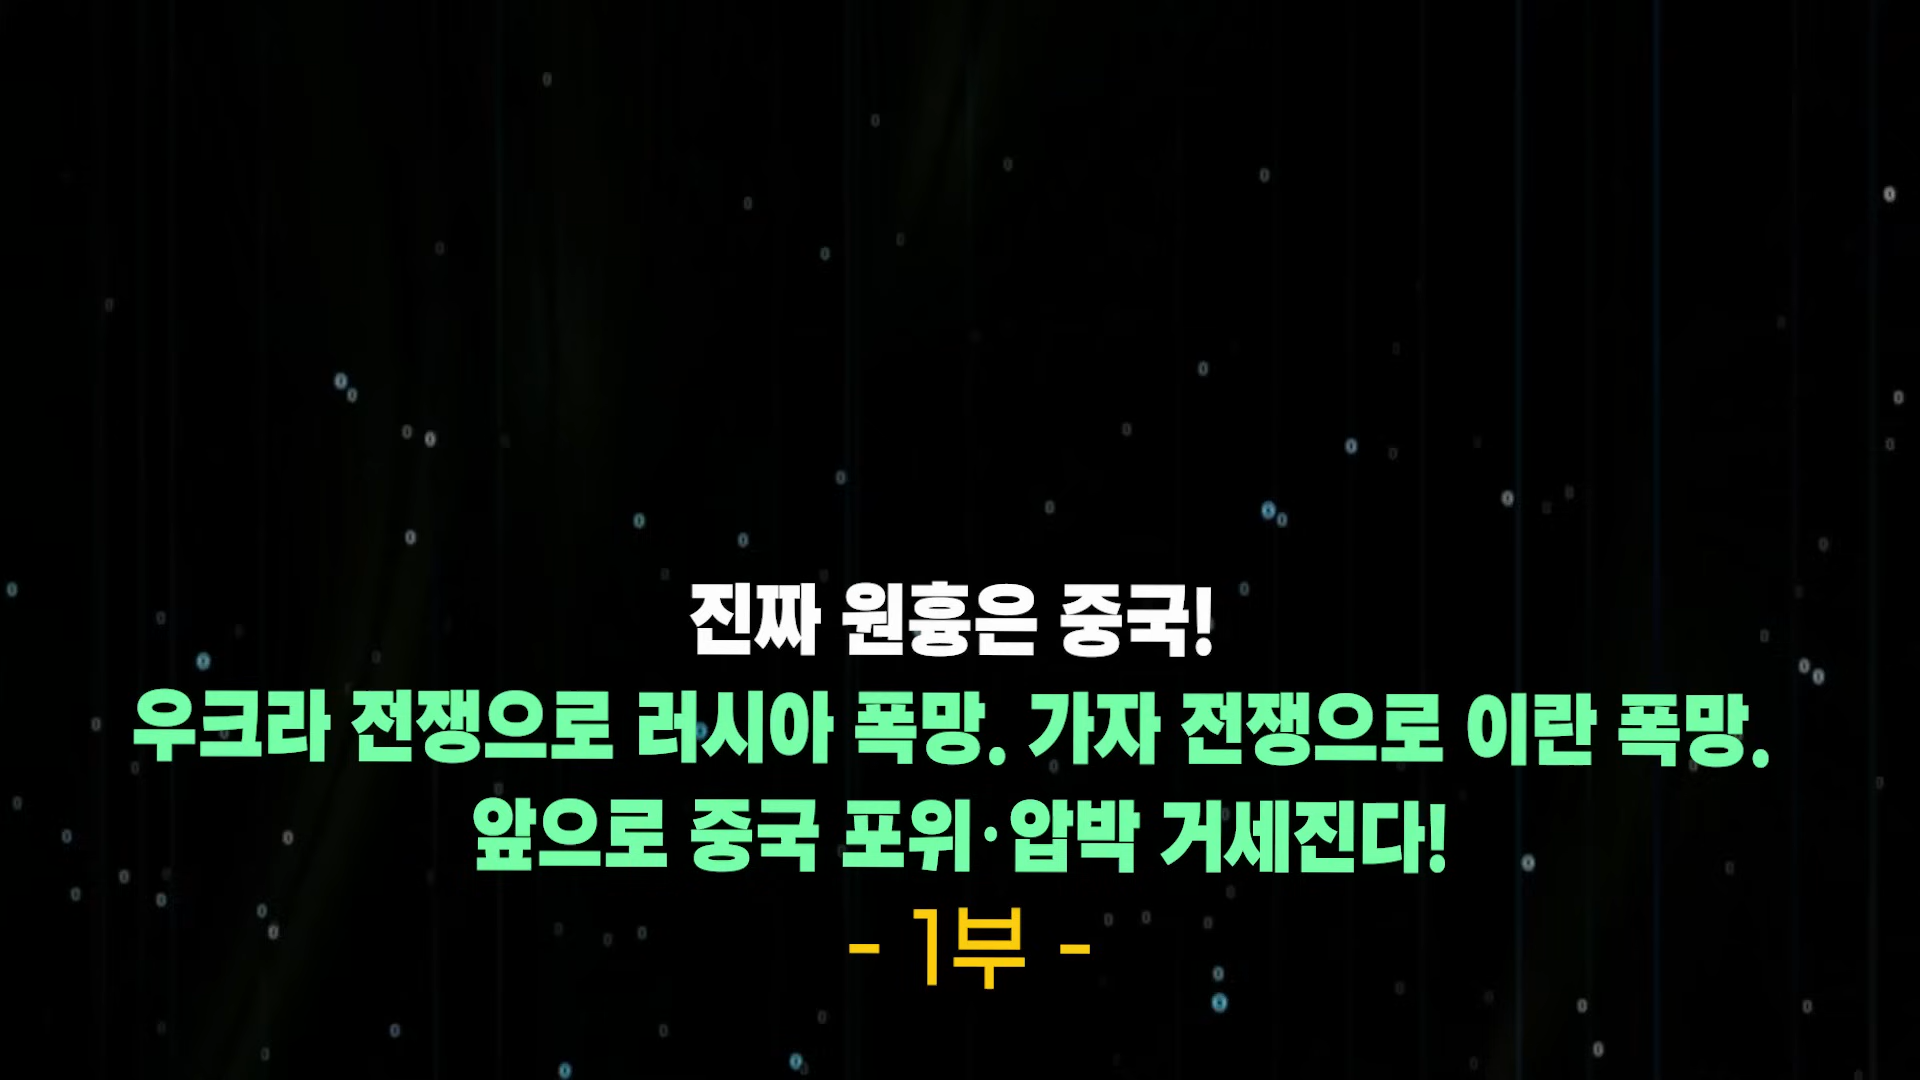 진짜 원흉은 중국!
우크라 전쟁으로 러시아 폭망. 가자 전쟁으로 이란 폭망.
앞으로 중국 포위·압박 거세진다!
- 1부 -